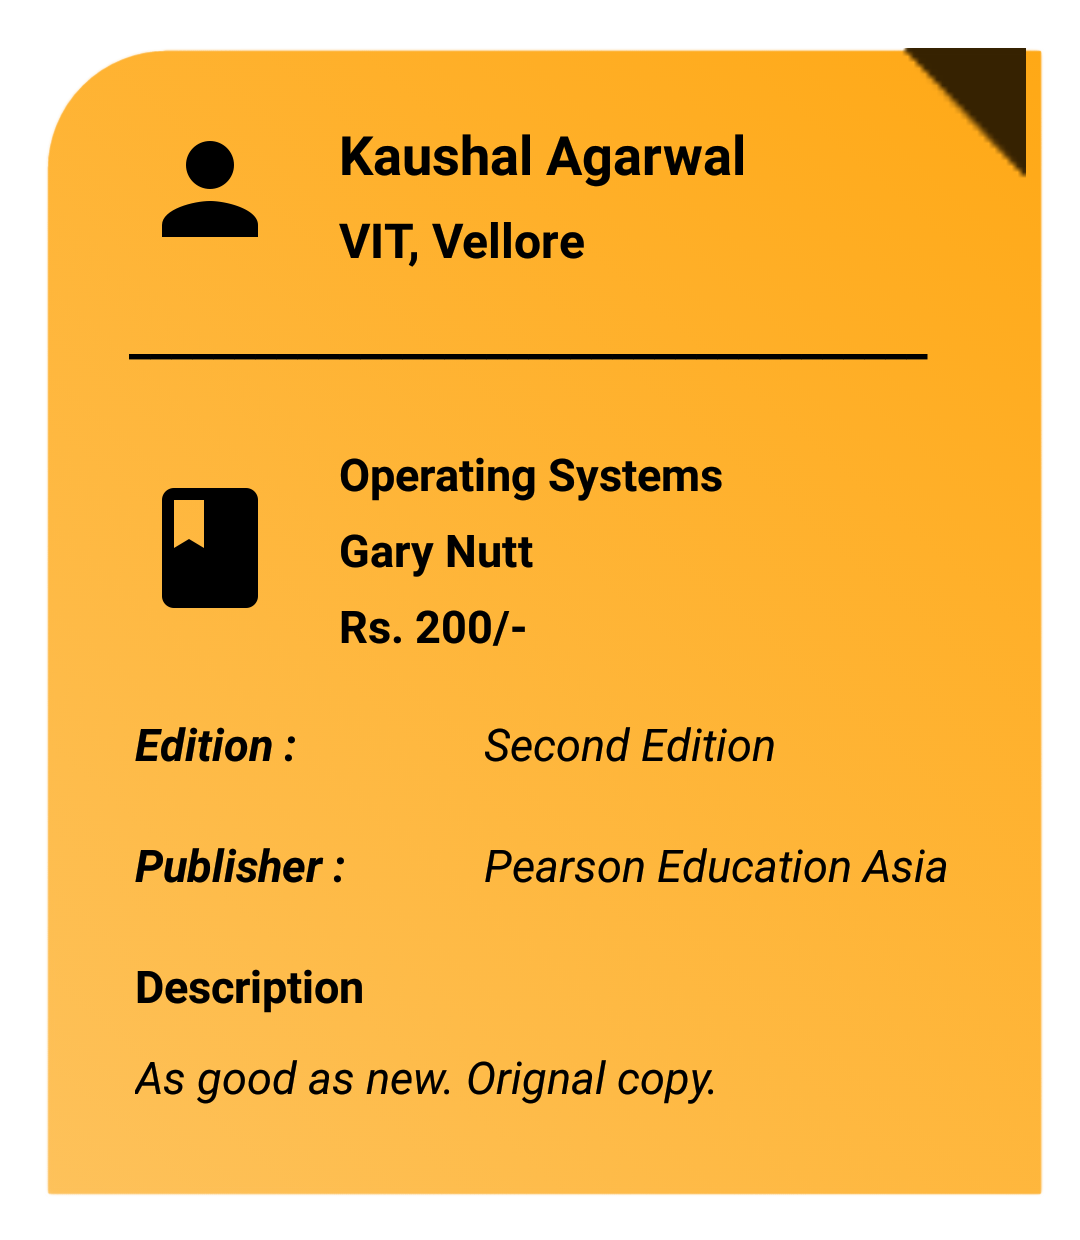 Kaushal Agarwal
VIT, Vellore
Operating Systems
Gary Nutt
Rs. 200/-
Edition : Second Edition
Publisher : Pearson Education Asia
Description
As good as new. Orignal copy.